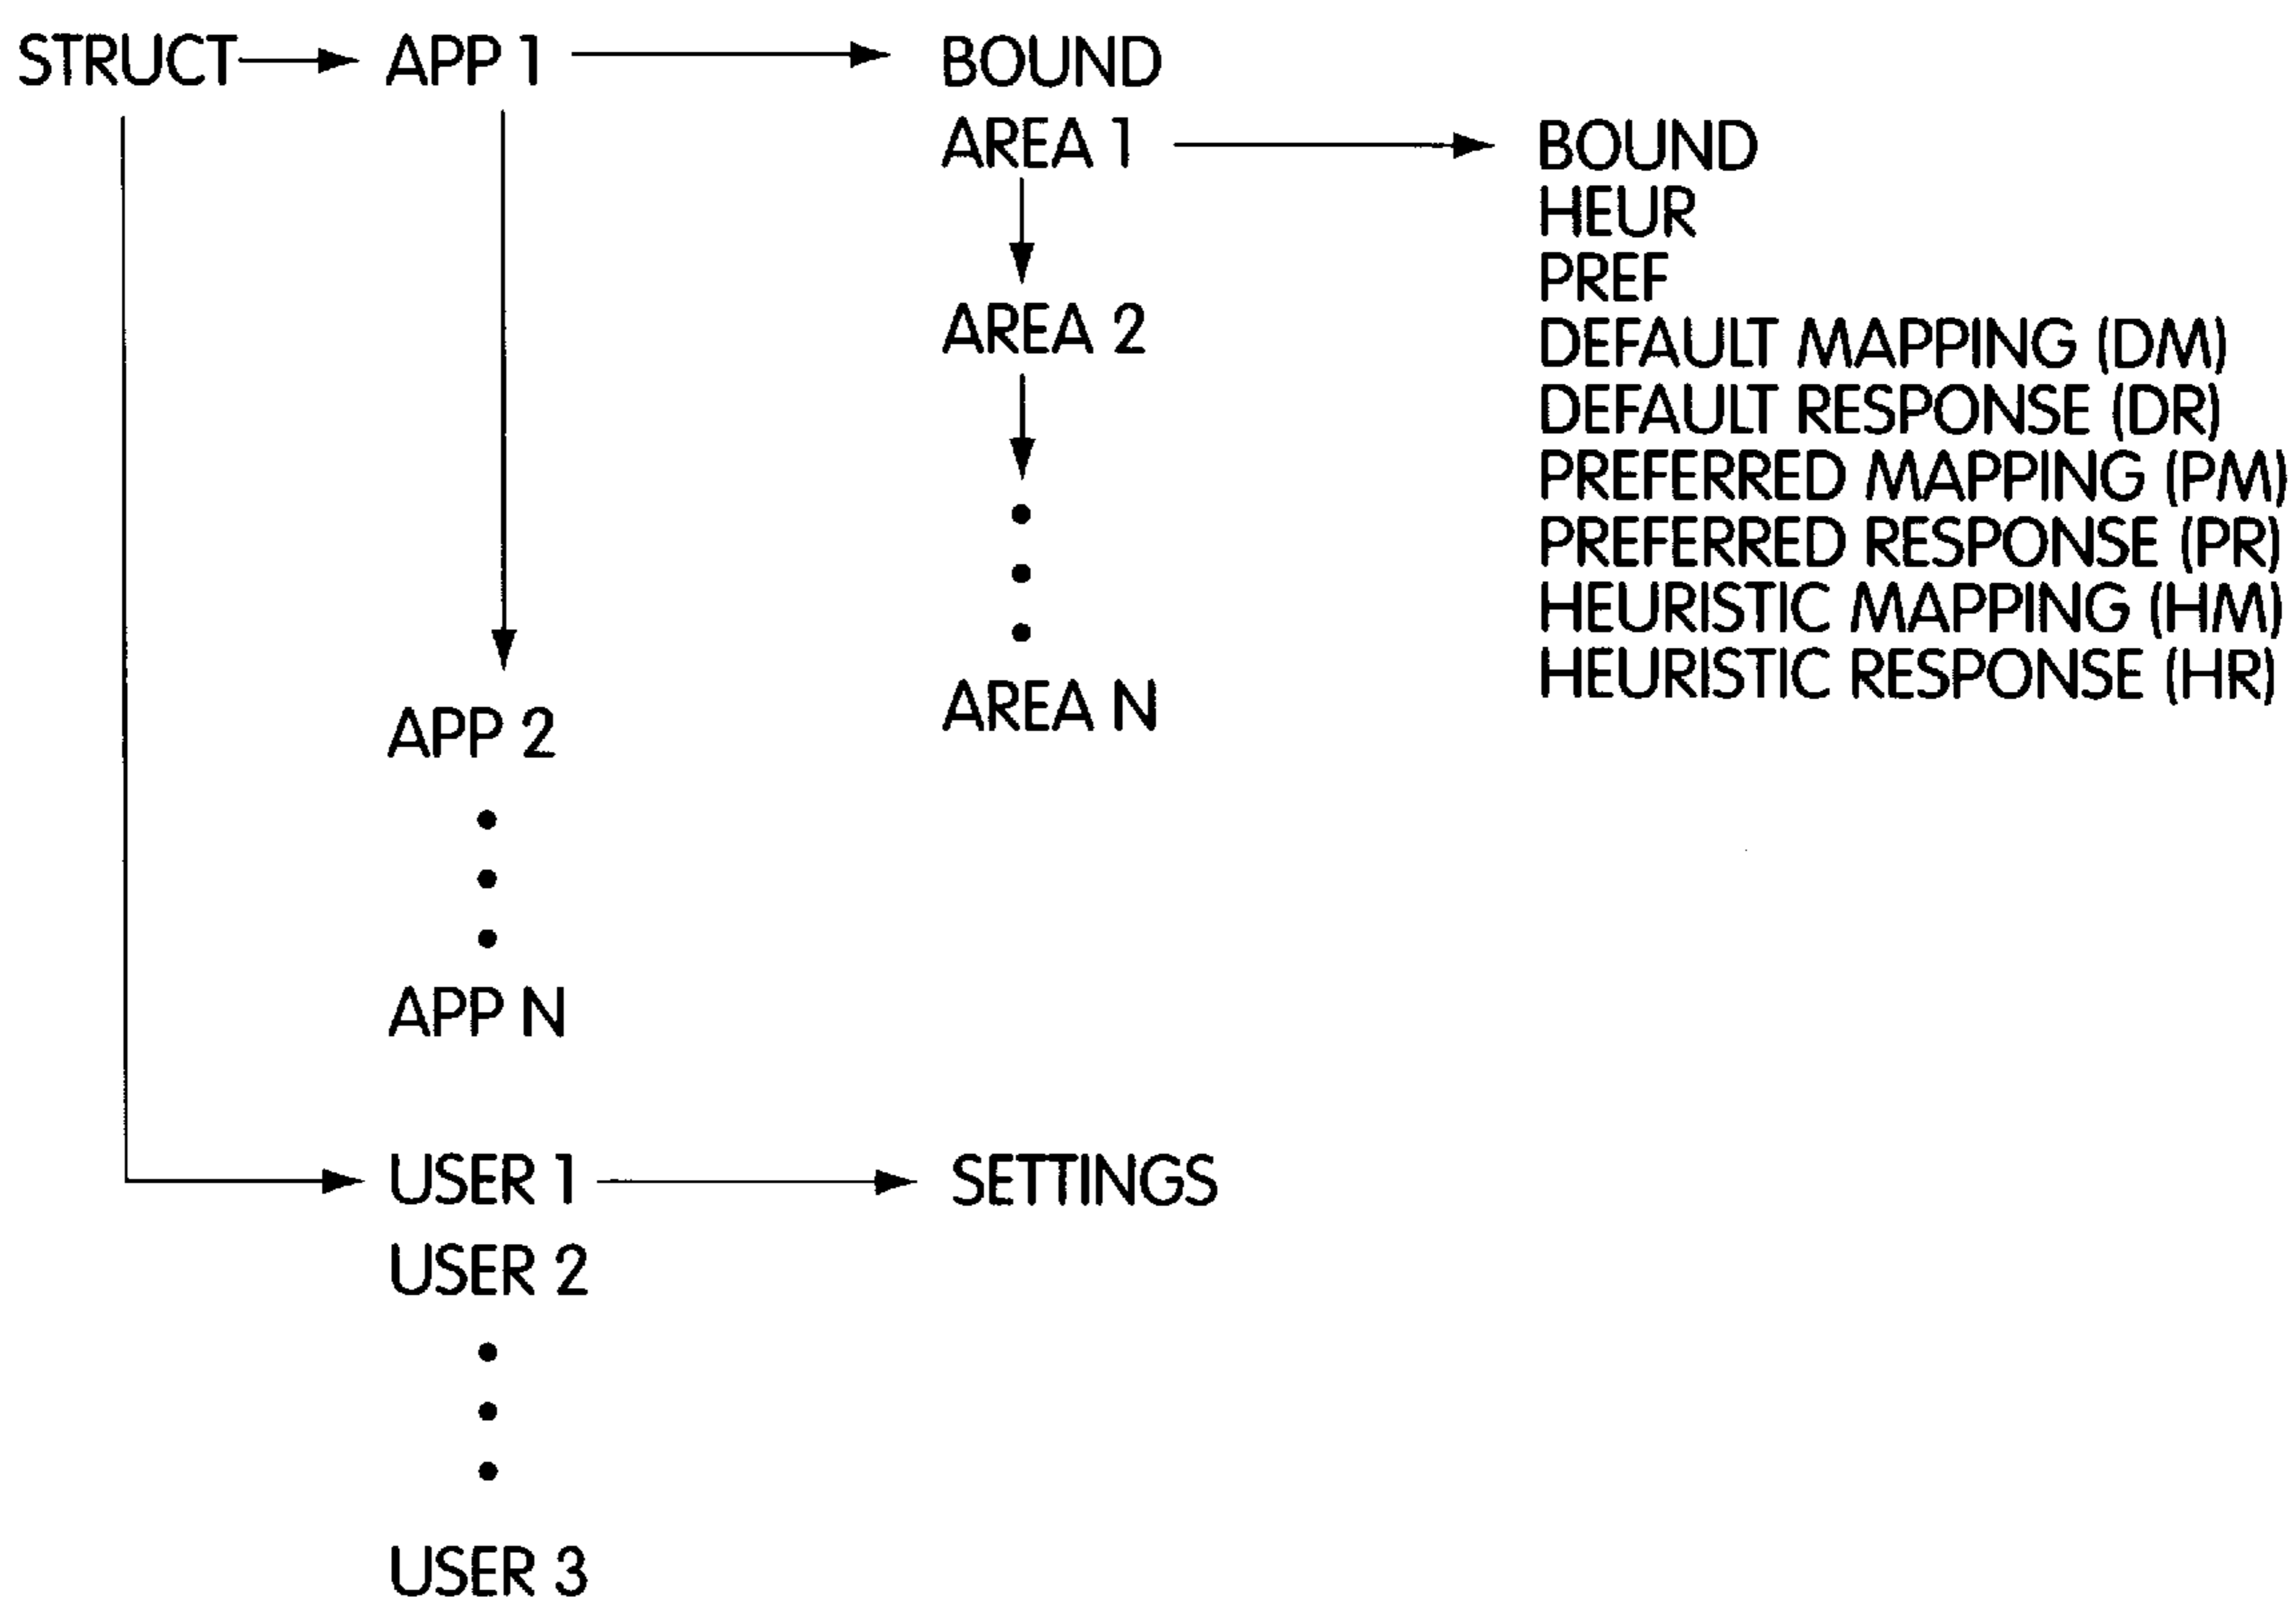 STRUCT
APP 1
BOUND
AREA 1
BOUND
HEUR
PREF
DEFAULT MAPPING (DM)
DEFAULT RESPONSE (DR)
PREFERRED MAPPING (PM)
PREFERRED RESPONSE (PR)
HEURISTIC MAPPING (HM)
HEURISTIC RESPONSE (HR)
AREA 2
AREA N
APP 2
APP N
USER 1
SETTINGS
USER 2
USER 3